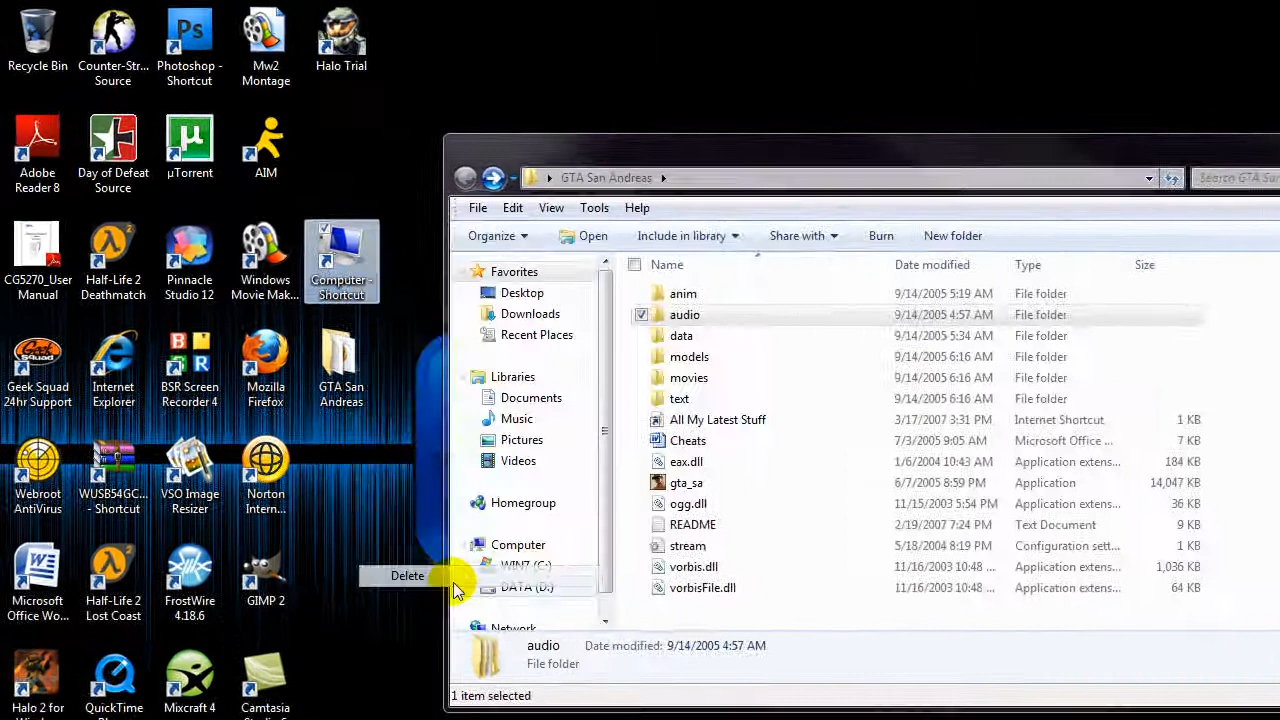 Recycle Bin
Counter-Str...
Source
Photoshop -
Shortcut
Mw2
Montage
Halo Trial
Adobe
Reader 8
Day of Defeat
Source
µTorrent
AIM
CG5270_User
Manual
Half-Life 2
Deathmatch
Pinnacle
Studio 12
Windows
Movie Mak...
Computer -
Shortcut
Geek Squad
24hr Support
Internet
Explorer
BSR Screen
Recorder 4
Mozilla
Firefox
GTA San
Andreas
Webroot
AntiVirus
WUSB54GC...
- Shortcut
VSO Image
Resizer
Norton
Intern...
Microsoft
Office Wo...
Half-Life 2
Lost Coast
FrostWire
4.18.6
GIMP 2
Halo 2 for
QuickTime
Mixcraft 4
Camtasia
Delete
GTA San Andreas
Search GTA Sa
File Edit View Tools Help
Organize Open Include in library Share with Burn New folder
Favorites
Desktop
Downloads
Recent Places
Libraries
Documents
Music
Pictures
Videos
Homegroup
Computer
WIN7 (C:)
DATA (D:)
Network
Name Date modified Type Size
anim 9/14/2005 5:19 AM File folder
audio 9/14/2005 4:57 AM File folder
data 9/14/2005 5:34 AM File folder
models 9/14/2005 6:16 AM File folder
movies 9/14/2005 6:16 AM File folder
text 9/14/2005 6:16 AM File folder
All My Latest Stuff 3/17/2007 3:31 PM Internet Shortcut 1 KB
Cheats 7/3/2005 9:05 AM Microsoft Office ... 7 KB
eax.dll 1/6/2004 10:43 AM Application extens... 184 KB
gta_sa 6/7/2005 8:59 PM Application 14,047 KB
ogg.dll 11/15/2003 5:54 PM Application extens... 36 KB
README 2/19/2007 7:24 PM Text Document 9 KB
stream 5/18/2004 8:19 PM Configuration sett... 1 KB
vorbis.dll 11/16/2003 10:48 ... Application extens... 1,036 KB
vorbisFile.dll 11/16/2003 10:48 ... Application extens... 64 KB
audio Date modified: 9/14/2005 4:57 AM
File folder
1 item selected